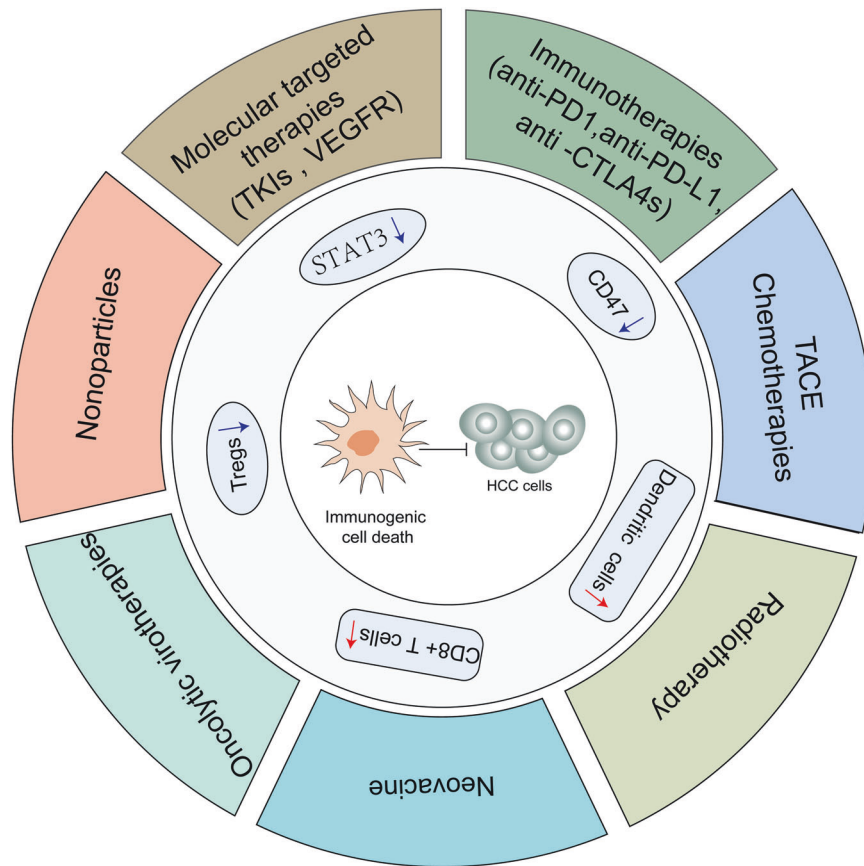 Molecular targeted
therapies
(TKIs , VEGFR)
Immunotherapies
(anti-PD1,anti-PD-L1,
anti -CTLA4s)
TACE
Chemotherapies
Radiotherapy
Neovacine
Oncolytic virotherapies
Nonoparticles
STAT3
CD47
Dendritic cells
CD8+ T cells
Tregs
Immunogenic
cell death
HCC cells